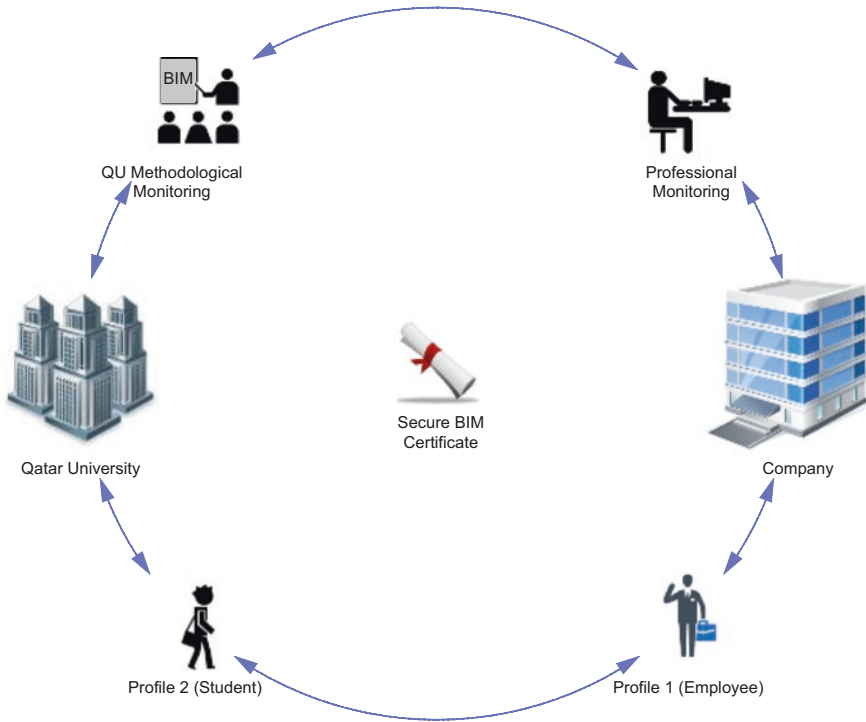 BIM
QU Methodological
Monitoring
Professional
Monitoring
Secure BIM
Certificate
Qatar University
Company
Profile 2 (Student)
Profile 1 (Employee)